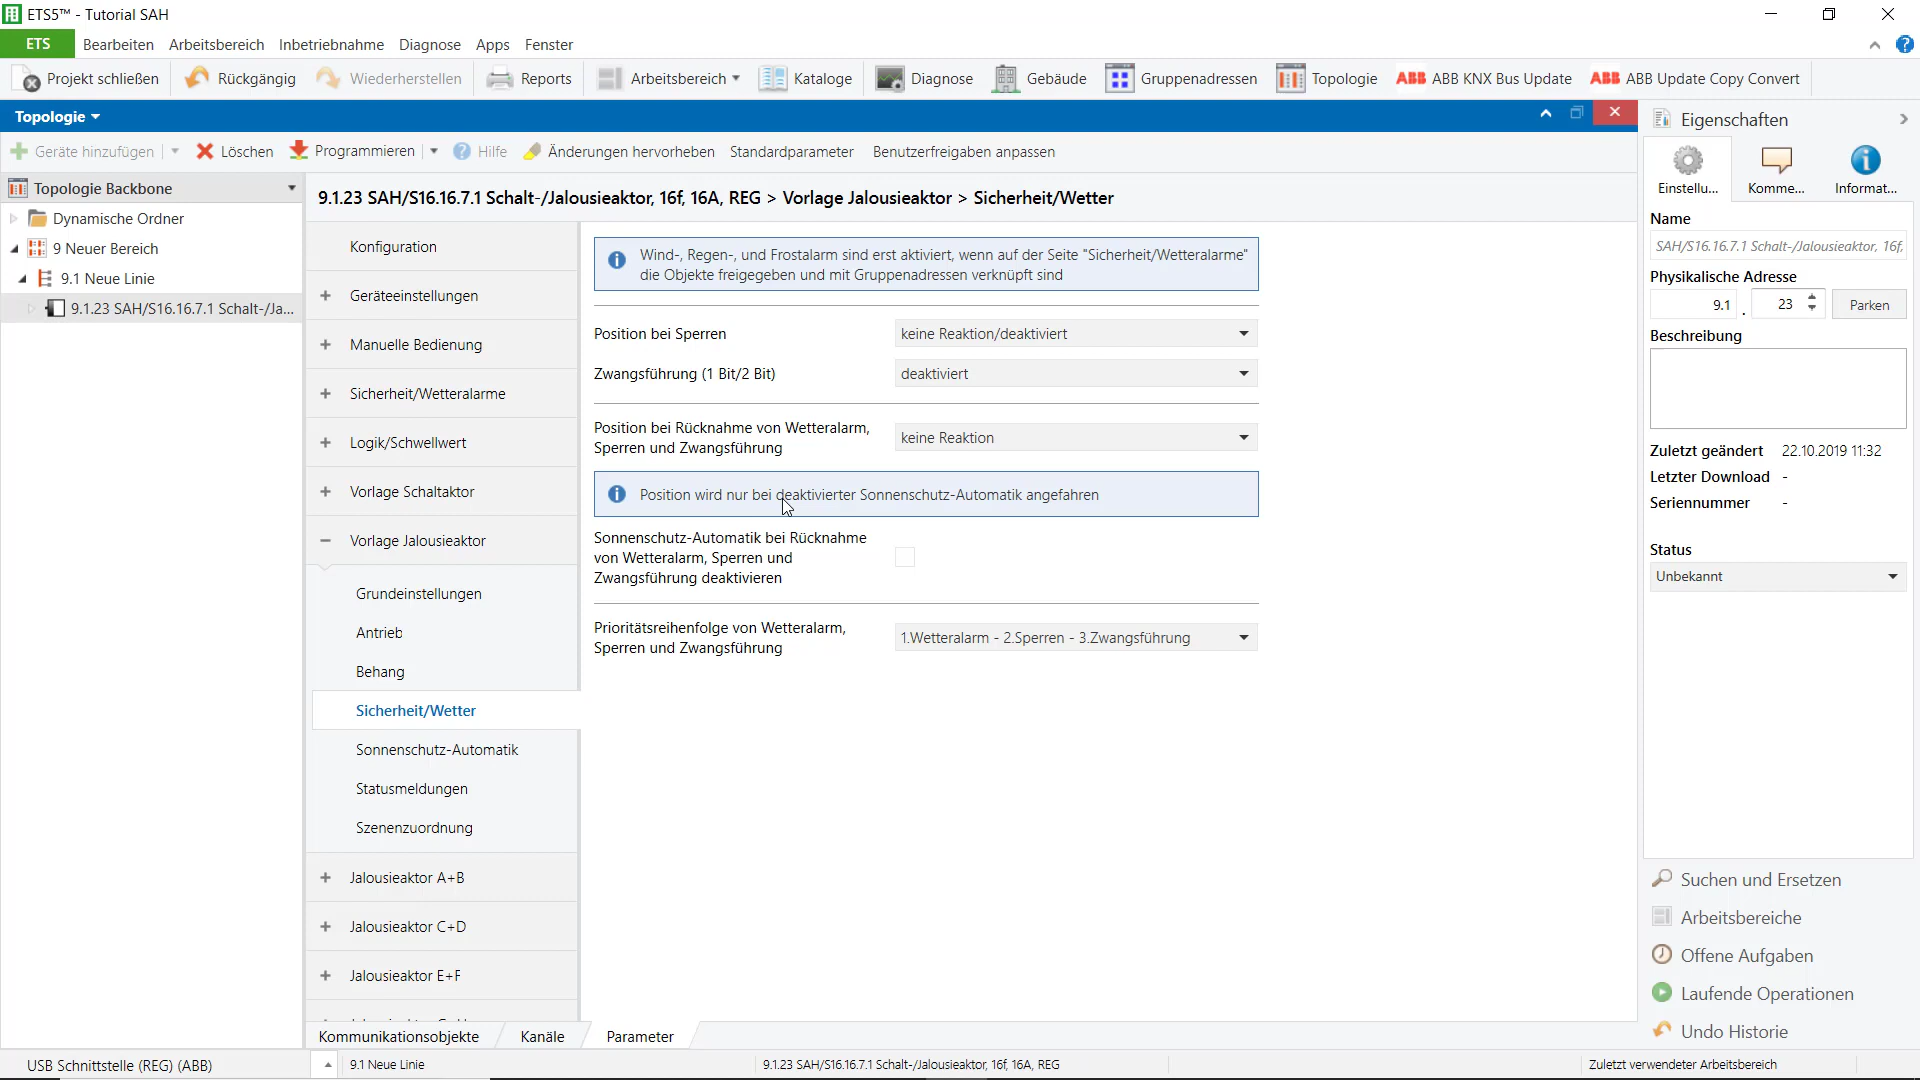 ETS5™ - Tutorial SAH
ETS Bearbeiten Arbeitsbereich Inbetriebnahme Diagnose Apps Fenster
Projekt schließen Rückgängig Wiederherstellen Reports Arbeitsbereich Kataloge Diagnose Gebäude Gruppenadressen Topologie ABB ABB KNX Bus Update ABB ABB Update Copy Convert
Topologie
Geräte hinzufügen Löschen Programmieren Hilfe Änderungen hervorheben Standardparameter Benutzerfreigaben anpassen
Topologie Backbone
Dynamische Ordner
9 Neuer Bereich
9.1 Neue Linie
9.1.23 SAH/S16.16.7.1 Schalt-/Ja...
9.1.23 SAH/S16.16.7.1 Schalt-/Jalousieaktor, 16f, 16A, REG > Vorlage Jalousieaktor > Sicherheit/Wetter
Konfiguration
+ Geräteeinstellungen
+ Manuelle Bedienung
+ Sicherheit/Wetteralarme
+ Logik/Schwellwert
+ Vorlage Schaltaktor
− Vorlage Jalousieaktor
Grundeinstellungen
Antrieb
Behang
Sicherheit/Wetter
Sonnenschutz-Automatik
Statusmeldungen
Szenenzuordnung
+ Jalousieaktor A+B
+ Jalousieaktor C+D
+ Jalousieaktor E+F
Wind-, Regen-, und Frostalarm sind erst aktiviert, wenn auf der Seite "Sicherheit/Wetteralarme"
die Objekte freigegeben und mit Gruppenadressen verknüpft sind
Position bei Sperren keine Reaktion/deaktiviert
Zwangsführung (1 Bit/2 Bit) deaktiviert
Position bei Rücknahme von Wetteralarm,
Sperren und Zwangsführung
keine Reaktion
Position wird nur bei deaktivierter Sonnenschutz-Automatik angefahren
Sonnenschutz-Automatik bei Rücknahme
von Wetteralarm, Sperren und
Zwangsführung deaktivieren
Prioritätsreihenfolge von Wetteralarm,
Sperren und Zwangsführung
1.Wetteralarm - 2.Sperren - 3.Zwangsführung
Kommunikationsobjekte Kanäle Parameter
Eigenschaften
Einstellu... Komme... Informat...
Name
SAH/S16.16.7.1 Schalt-/Jalousieaktor, 16f,
Physikalische Adresse
9.1 . 23 Parken
Beschreibung
Zuletzt geändert 22.10.2019 11:32
Letzter Download -
Seriennummer -
Status
Unbekannt
Suchen und Ersetzen
Arbeitsbereiche
Offene Aufgaben
Laufende Operationen
Undo Historie
USB Schnittstelle (REG) (ABB) 9.1 Neue Linie 9.1.23 SAH/S16.16.7.1 Schalt-/Jalousieaktor, 16f, 16A, REG Zuletzt verwendeter Arbeitsbereich